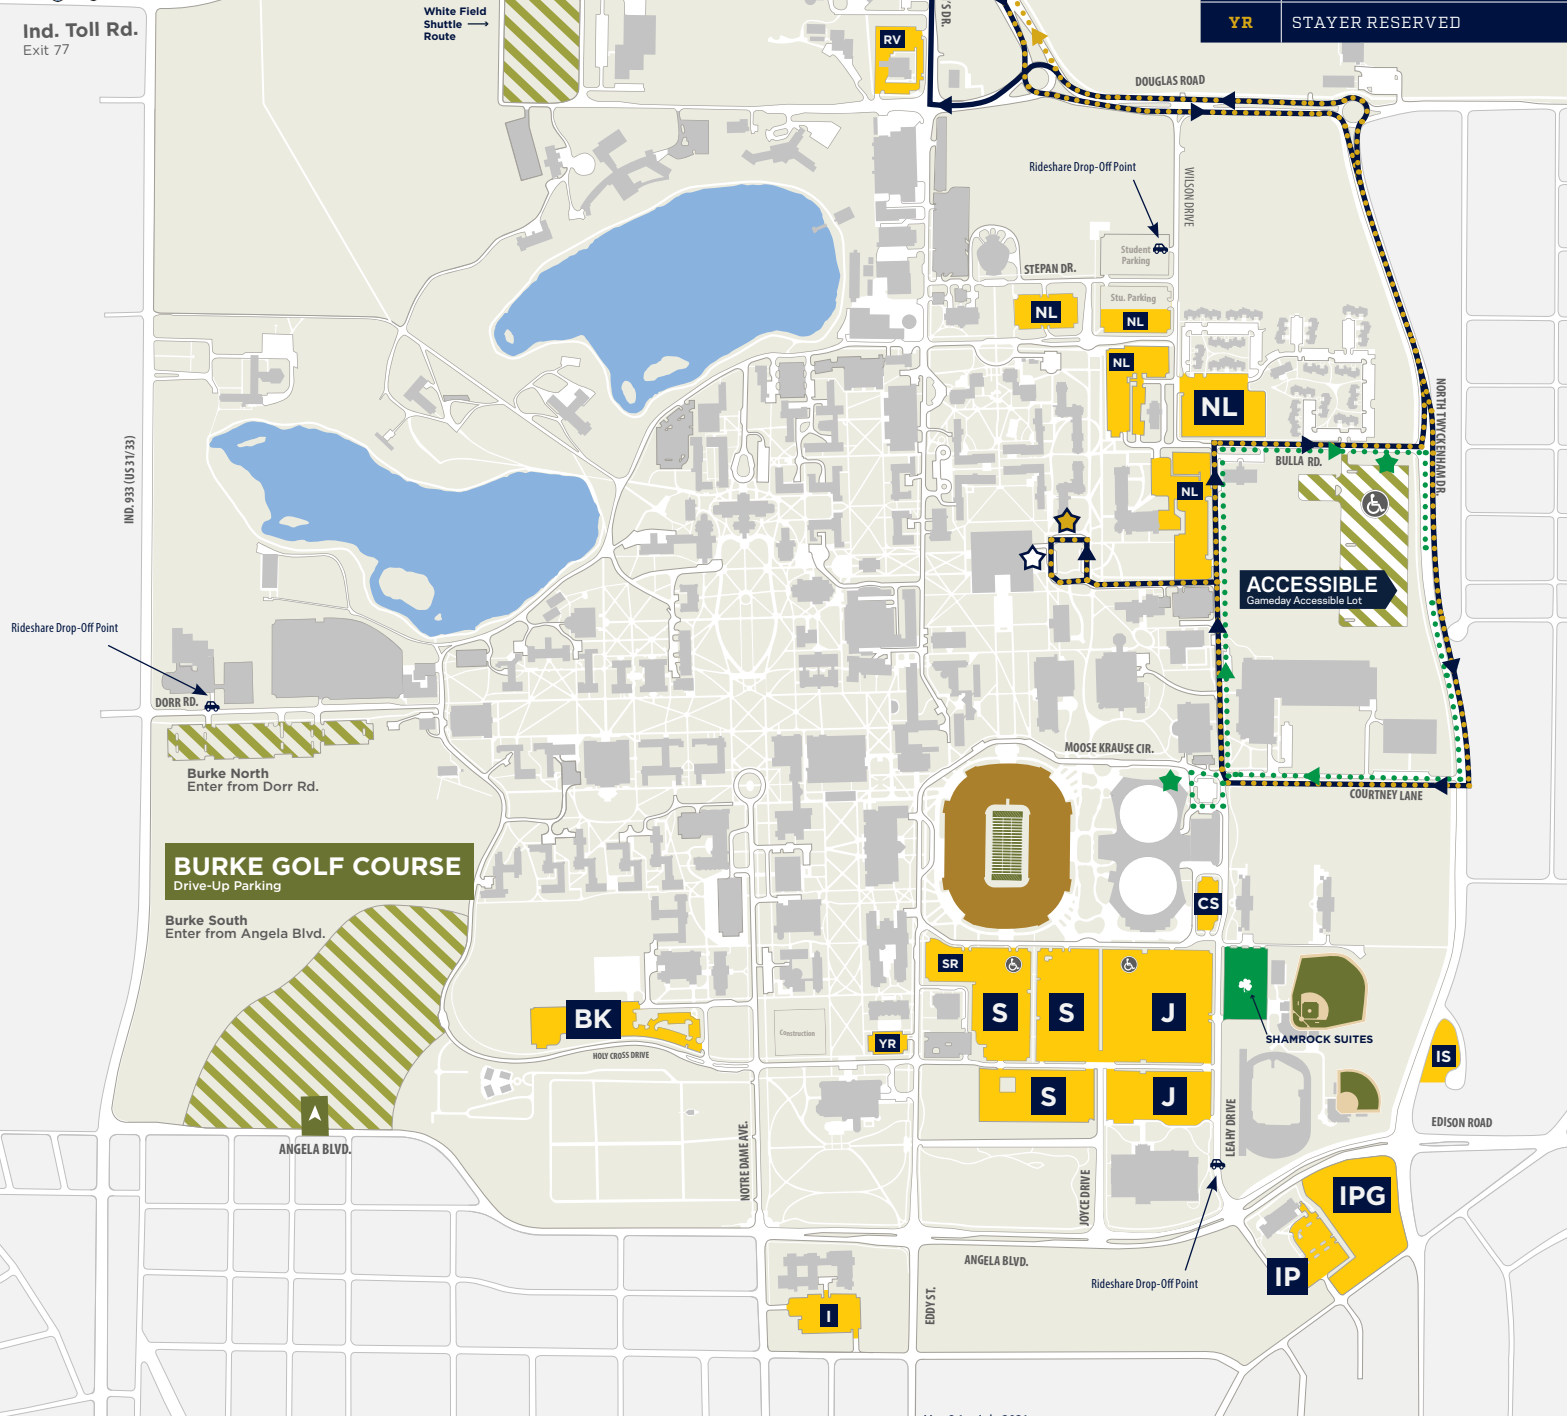 Ind. Toll Rd.
Exit 77
White Field
Shuttle
Route
RV
'S DR.
YR STAYER RESERVED
DOUGLAS ROAD
Rideshare Drop-Off Point
WILSON DRIVE
Student
Parking
STEPAN DR.
Stu. Parking
NL
NL
NL
NL
NORTH TWYCKENHAM DR.
BULLA RD.
NL
IND. 933 (US 31/33)
ACCESSIBLE
Gameday Accessible Lot
Rideshare Drop-Off Point
DORR RD.
Burke North
Enter from Dorr Rd.
MOOSE KRAUSE CIR.
COURTNEY LANE
BURKE GOLF COURSE
Drive-Up Parking
Burke South
Enter from Angela Blvd.
CS
SR
S
S
J
BK
Construction
YR
HOLY CROSS DRIVE
SHAMROCK SUITES
IS
S
J
LEAHY DRIVE
EDISON ROAD
ANGELA BLVD.
NOTRE DAME AVE.
JOYCE DRIVE
IPG
ANGELA BLVD.
Rideshare Drop-Off Point
IP
EDDY ST.
I